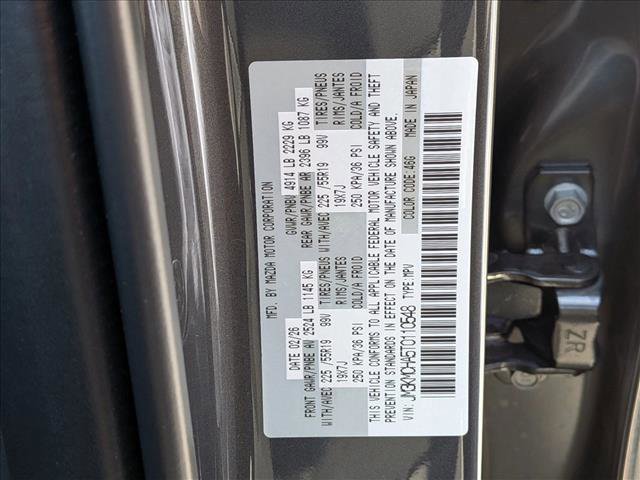 MFD. BY MAZDA MOTOR CORPORATION
DATE 02/26 GVWR/PNBV 4914 LB 2229 KG
FRONT GAWR/PNBE AV 2524 LB 1145 KG REAR GAWR/PNBE AR 2396 LB 1087 KG
WITH/AVEC 225 /55R19 99V TIRES/PNEUS WITH/AVEC 225 /55R19 99V TIRES/PNEUS
19X7J RIMS/JANTES 19X7J RIMS/JANTES
250 KPA/36 PSI COLD/A FROID 250 KPA/36 PSI COLD/A FROID
THIS VEHICLE CONFORMS TO ALL APPLICABLE FEDERAL MOTOR VEHICLE SAFETY AND THEFT
PREVENTION STANDARDS IN EFFECT ON THE DATE OF MANUFACTURE SHOWN ABOVE.
VIN: JM3KMCHA5T0110548 TYPE:MPV COLOR CODE:46G MADE IN JAPAN
ZR